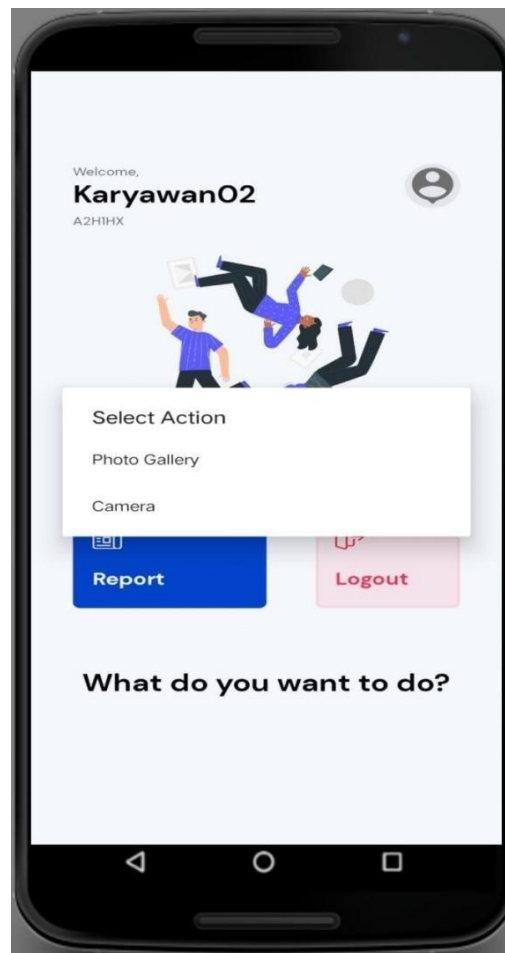 Welcome,
Karyawan02
A2H1HX
Select Action
Photo Gallery
Camera
Report
Logout
What do you want to do?